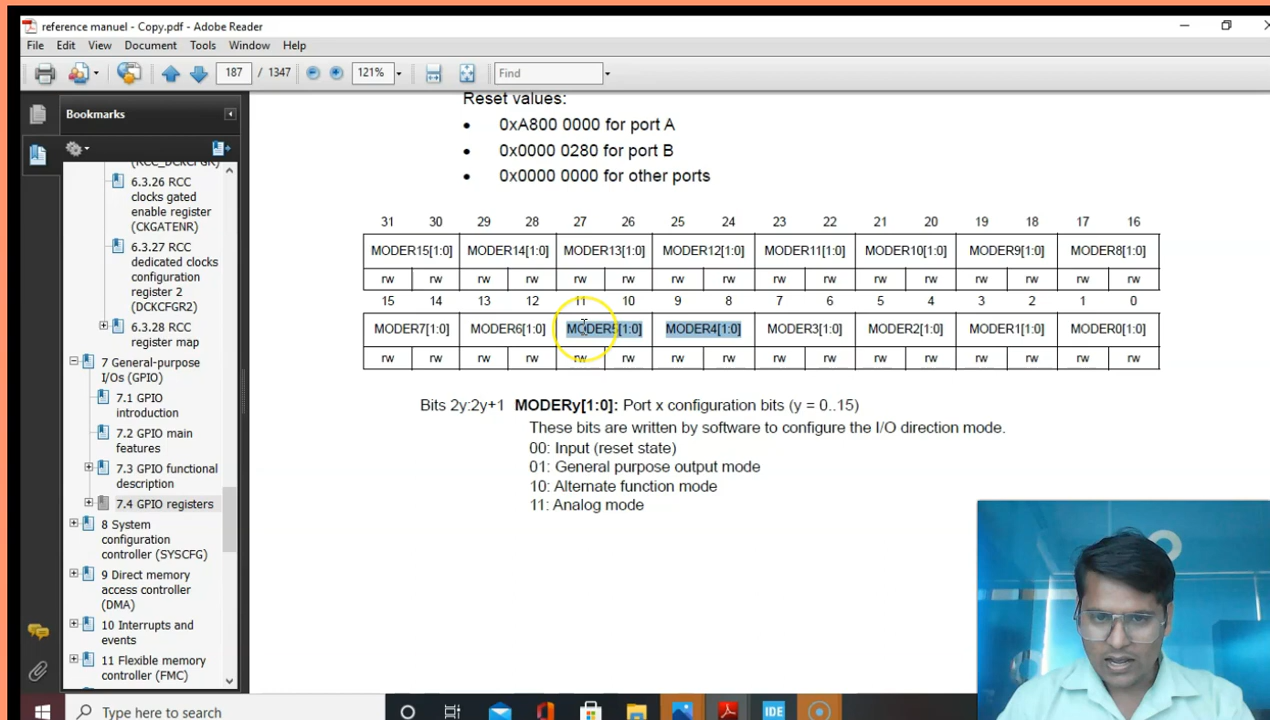 reference manuel - Copy.pdf - Adobe Reader
File Edit View Document Tools Window Help
187 / 1347 121% Find
Bookmarks
(RCC_DCKCFGR)
6.3.26 RCC
clocks gated
enable register
(CKGATENR)
6.3.27 RCC
dedicated clocks
configuration
register 2
(DCKCFGR2)
6.3.28 RCC
register map
7 General-purpose
I/Os (GPIO)
7.1 GPIO
introduction
7.2 GPIO main
features
7.3 GPIO functional
description
7.4 GPIO registers
8 System
configuration
controller (SYSCFG)
9 Direct memory
access controller
(DMA)
10 Interrupts and
events
11 Flexible memory
controller (FMC)
Reset values:
• 0xA800 0000 for port A
• 0x0000 0280 for port B
• 0x0000 0000 for other ports
31 30 29 28 27 26 25 24 23 22 21 20 19 18 17 16
MODER15[1:0] MODER14[1:0] MODER13[1:0] MODER12[1:0] MODER11[1:0] MODER10[1:0] MODER9[1:0] MODER8[1:0]
rw rw rw rw rw rw rw rw rw rw rw rw rw rw rw rw
15 14 13 12 11 10 9 8 7 6 5 4 3 2 1 0
MODER7[1:0] MODER6[1:0] MODER5[1:0] MODER4[1:0] MODER3[1:0] MODER2[1:0] MODER1[1:0] MODER0[1:0]
rw rw rw rw rw rw rw rw rw rw rw rw rw rw rw rw
Bits 2y:2y+1 MODERy[1:0]: Port x configuration bits (y = 0..15)
These bits are written by software to configure the I/O direction mode.
00: Input (reset state)
01: General purpose output mode
10: Alternate function mode
11: Analog mode
Type here to search
IDE